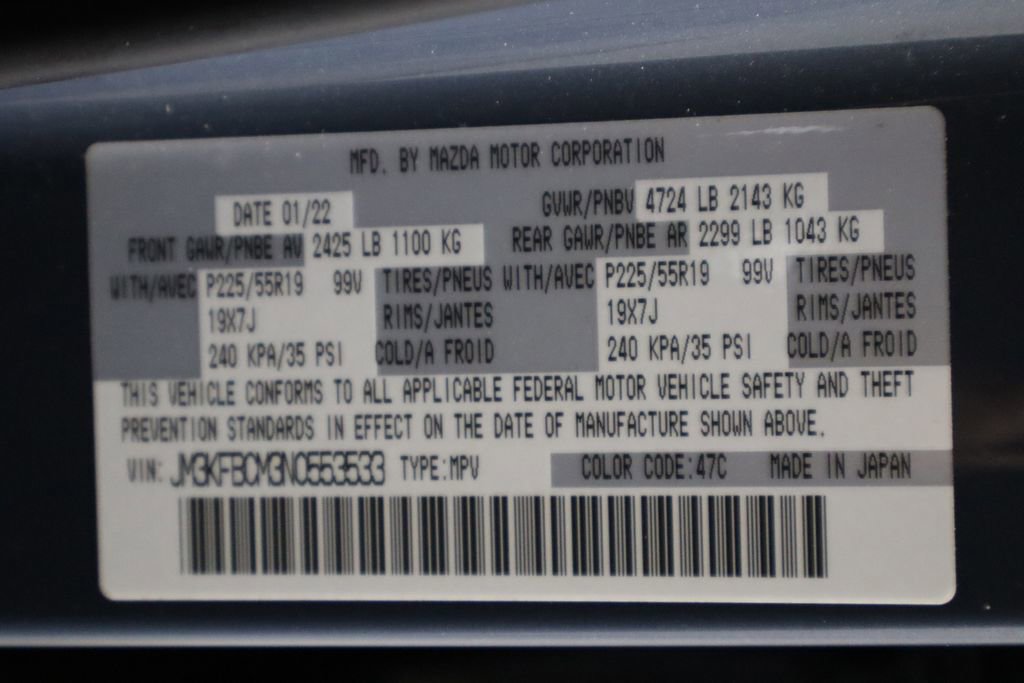 MFD. BY MAZDA MOTOR CORPORATION
DATE 01/22 GVWR/PNBV 4724 LB 2143 KG
FRONT GAWR/PNBE AV 2425 LB 1100 KG REAR GAWR/PNBE AR 2299 LB 1043 KG
WITH/AVEC P225/55R19 99V TIRES/PNEUS WITH/AVEC P225/55R19 99V TIRES/PNEUS
19X7J RIMS/JANTES 19X7J RIMS/JANTES
240 KPA/35 PSI COLD/A FROID 240 KPA/35 PSI COLD/A FROID
THIS VEHICLE CONFORMS TO ALL APPLICABLE FEDERAL MOTOR VEHICLE SAFETY AND THEFT
PREVENTION STANDARDS IN EFFECT ON THE DATE OF MANUFACTURE SHOWN ABOVE.
VIN: JM3KFBCM3N0553533 TYPE:MPV COLOR CODE:47C MADE IN JAPAN